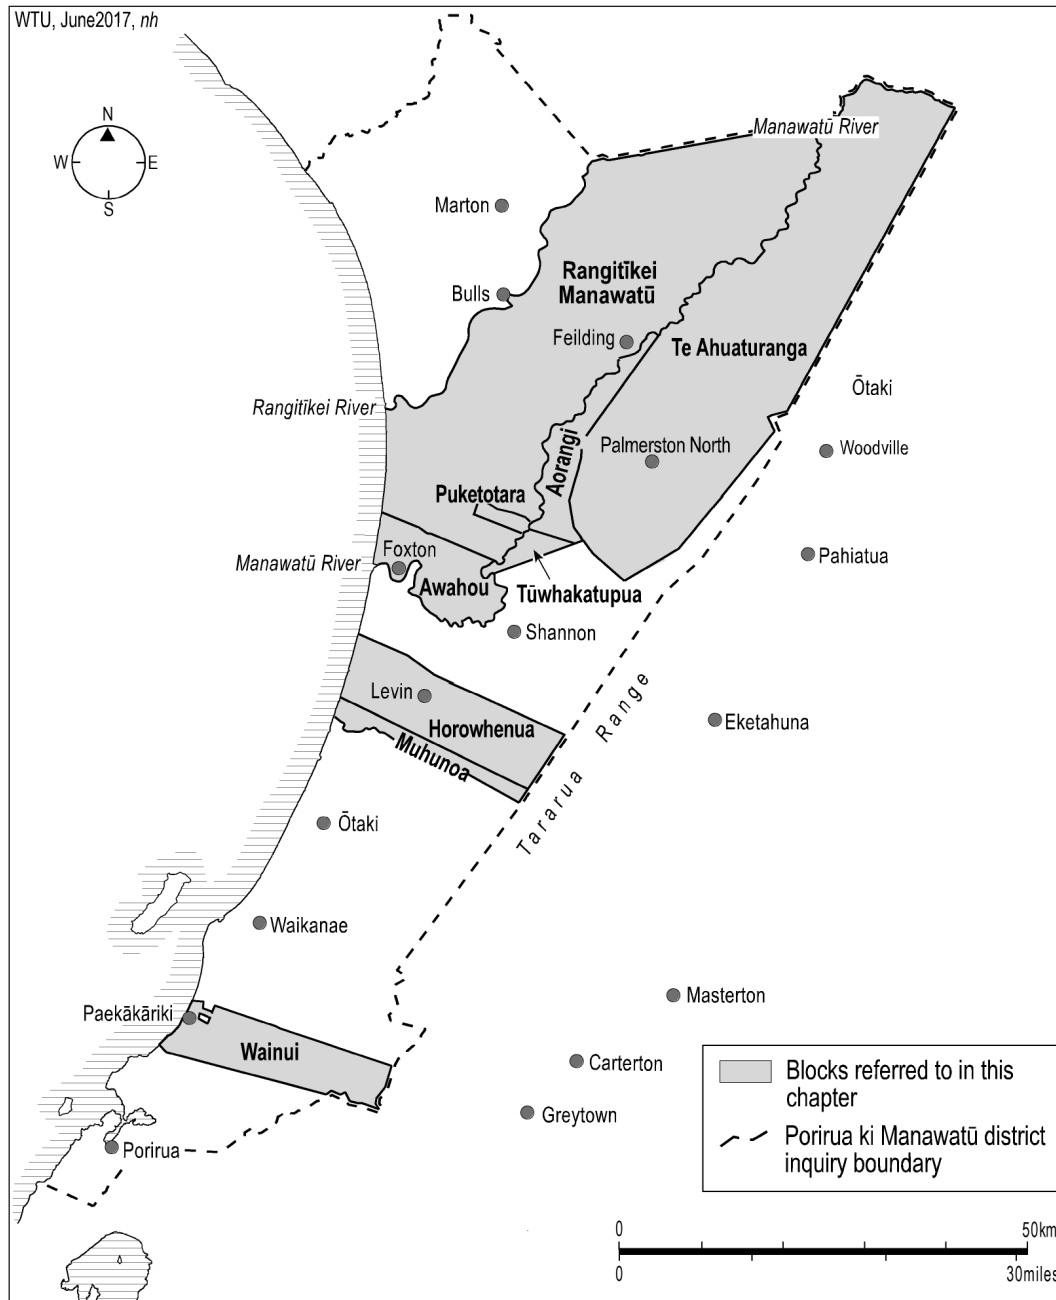 WTU, June2017, nh
N
W
E
S
Manawatū River
Marton
Rangitīkei
Manawatū
Bulls
Feilding
Te Ahuaturanga
Ōtaki
Rangitīkei River
Palmerston North
Woodville
Aorangi
Puketotara
Foxton
Manawatū River
Pahiatua
Awahou
Tūwhakatupua
Shannon
Levin
Horowhenua
Muhunoa
Tararua Range
Eketahuna
Ōtaki
Waikanae
Masterton
Paekākāriki
Wainui
Carterton
Greytown
Porirua
Blocks referred to in this
chapter
Porirua ki Manawatū district
inquiry boundary
0
50km
0
30miles